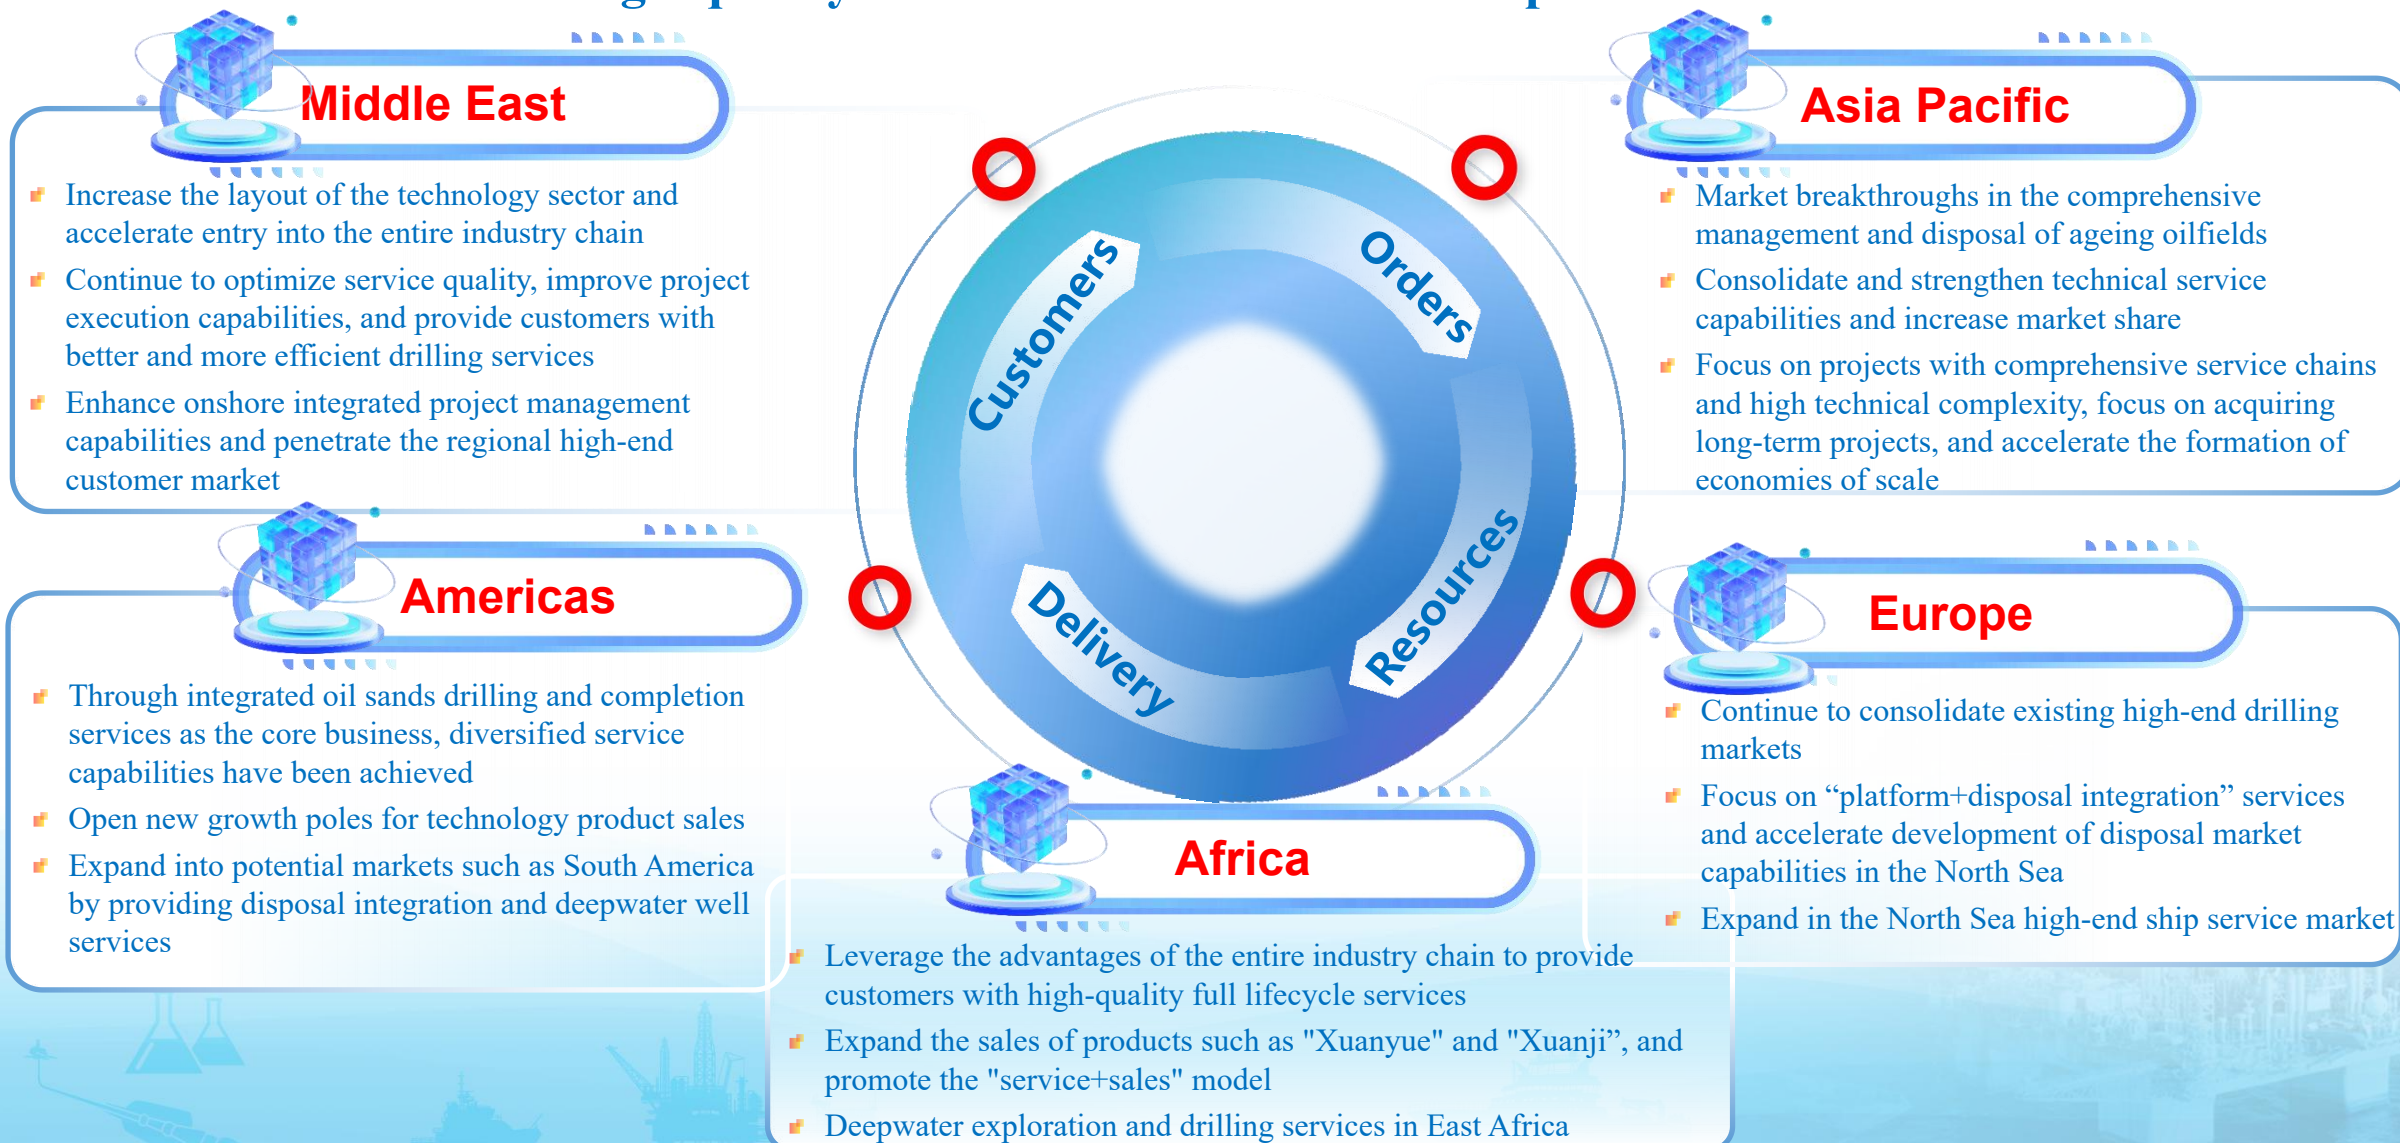 Middle East
Increase the layout of the technology sector and
accelerate entry into the entire industry chain
Continue to optimize service quality, improve project
execution capabilities, and provide customers with
better and more efficient drilling services
Enhance onshore integrated project management
capabilities and penetrate the regional high-end
customer market
Asia Pacific
Market breakthroughs in the comprehensive
management and disposal of ageing oilfields
Consolidate and strengthen technical service
capabilities and increase market share
Focus on projects with comprehensive service chains
and high technical complexity, focus on acquiring
long-term projects, and accelerate the formation of
economies of scale
Customers
Orders
Resources
Delivery
Americas
Through integrated oil sands drilling and completion
services as the core business, diversified service
capabilities have been achieved
Open new growth poles for technology product sales
Expand into potential markets such as South America
by providing disposal integration and deepwater well
services
Europe
Continue to consolidate existing high-end drilling
markets
Focus on “platform+disposal integration” services
and accelerate development of disposal market
capabilities in the North Sea
Expand in the North Sea high-end ship service market
Africa
Leverage the advantages of the entire industry chain to provide
customers with high-quality full lifecycle services
Expand the sales of products such as "Xuanyue" and "Xuanji”, and
promote the "service+sales" model
Deepwater exploration and drilling services in East Africa